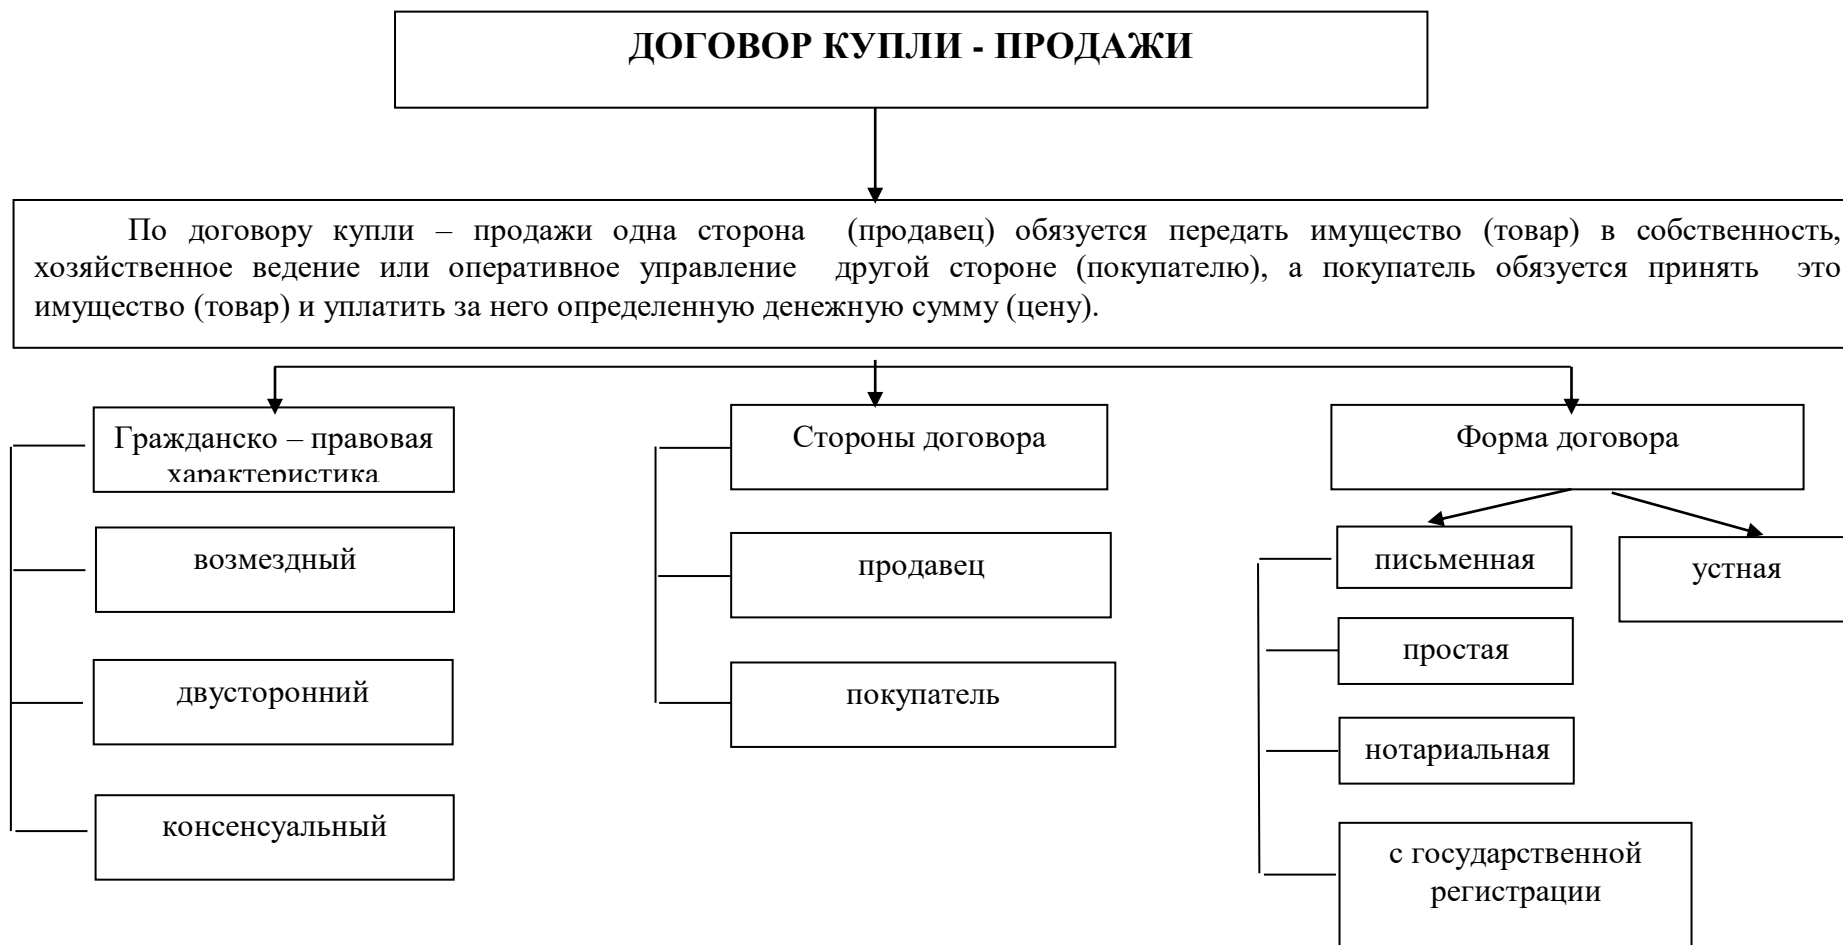 ДОГОВОР КУПЛИ - ПРОДАЖИ
По договору купли – продажи одна сторона (продавец) обязуется передать имущество (товар) в собственность,
хозяйственное ведение или оперативное управление другой стороне (покупателю), а покупатель обязуется принять это
имущество (товар) и уплатить за него определенную денежную сумму (цену).
Гражданско – правовая
характеристика
возмездный
двусторонний
консенсуальный
Стороны договора
продавец
покупатель
Форма договора
письменная
устная
простая
нотариальная
с государственной
регистрации